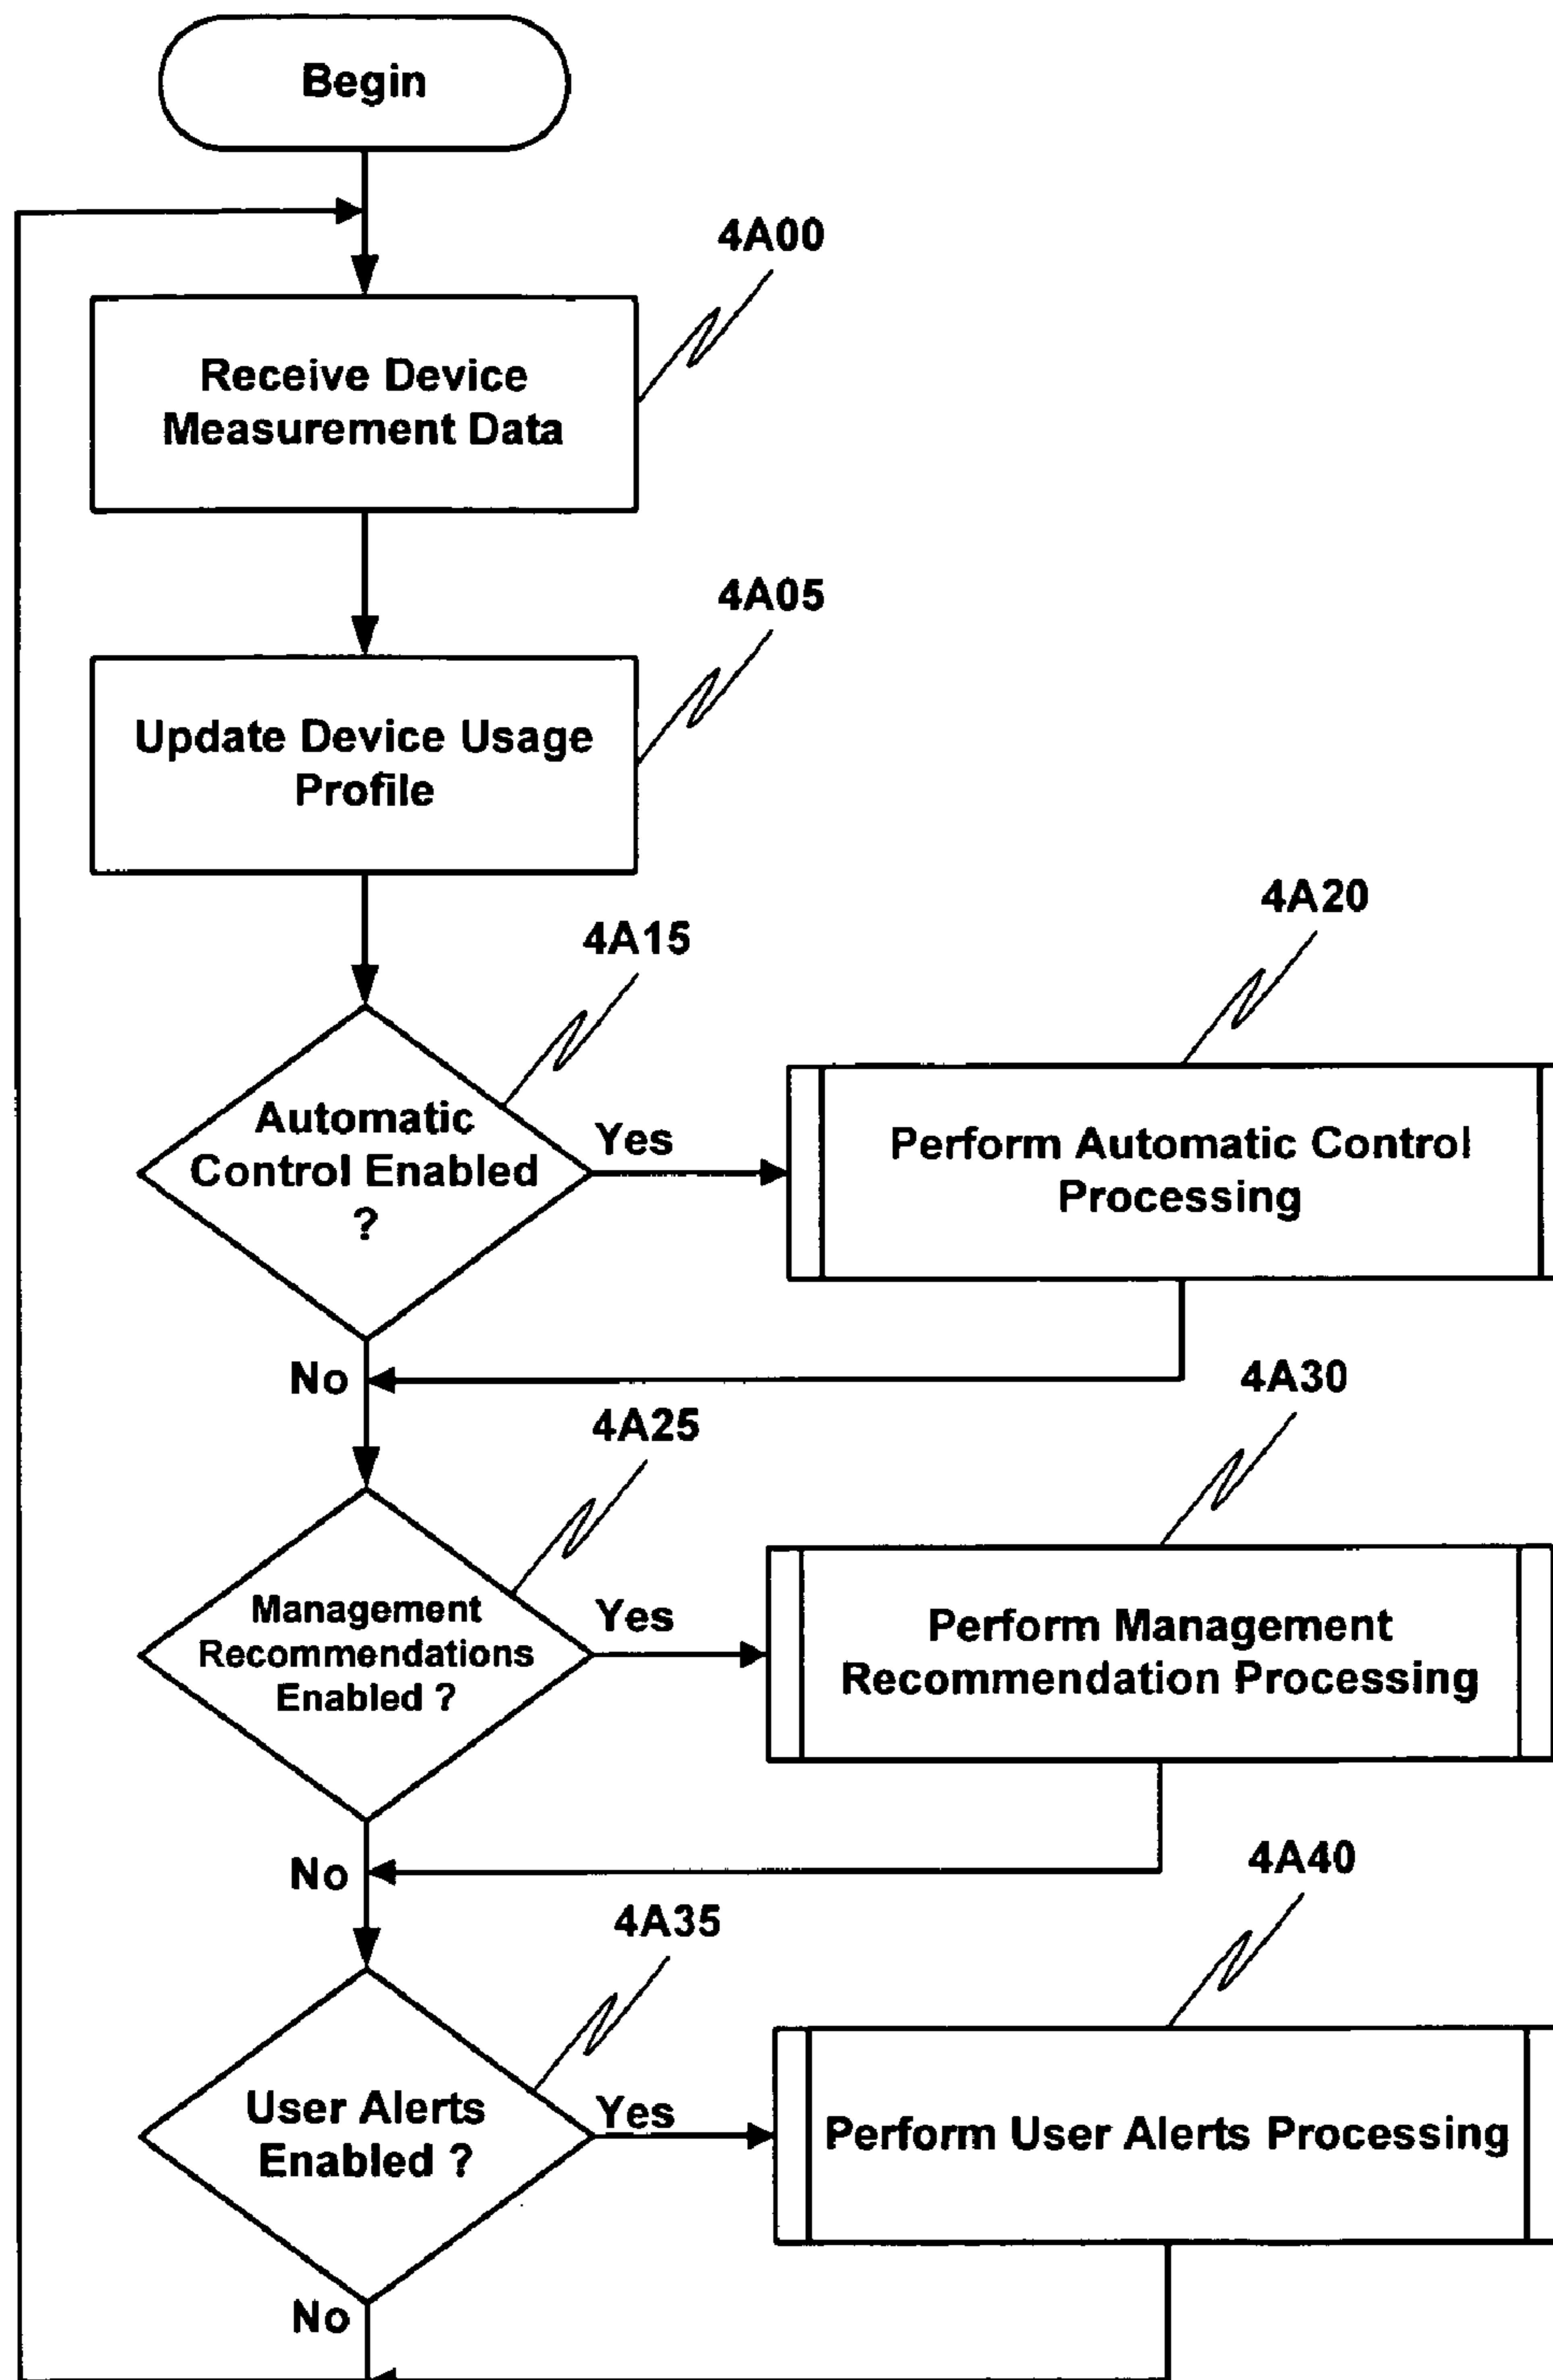 Begin
4A00
Receive Device
Measurement Data
4A05
Update Device Usage
Profile
4A15
4A20
Automatic
Control Enabled
?
Yes
Perform Automatic Control
Processing
No
4A25
4A30
Management
Recommendations
Enabled ?
Yes
Perform Management
Recommendation Processing
No
4A35
4A40
User Alerts
Enabled ?
Yes
Perform User Alerts Processing
No